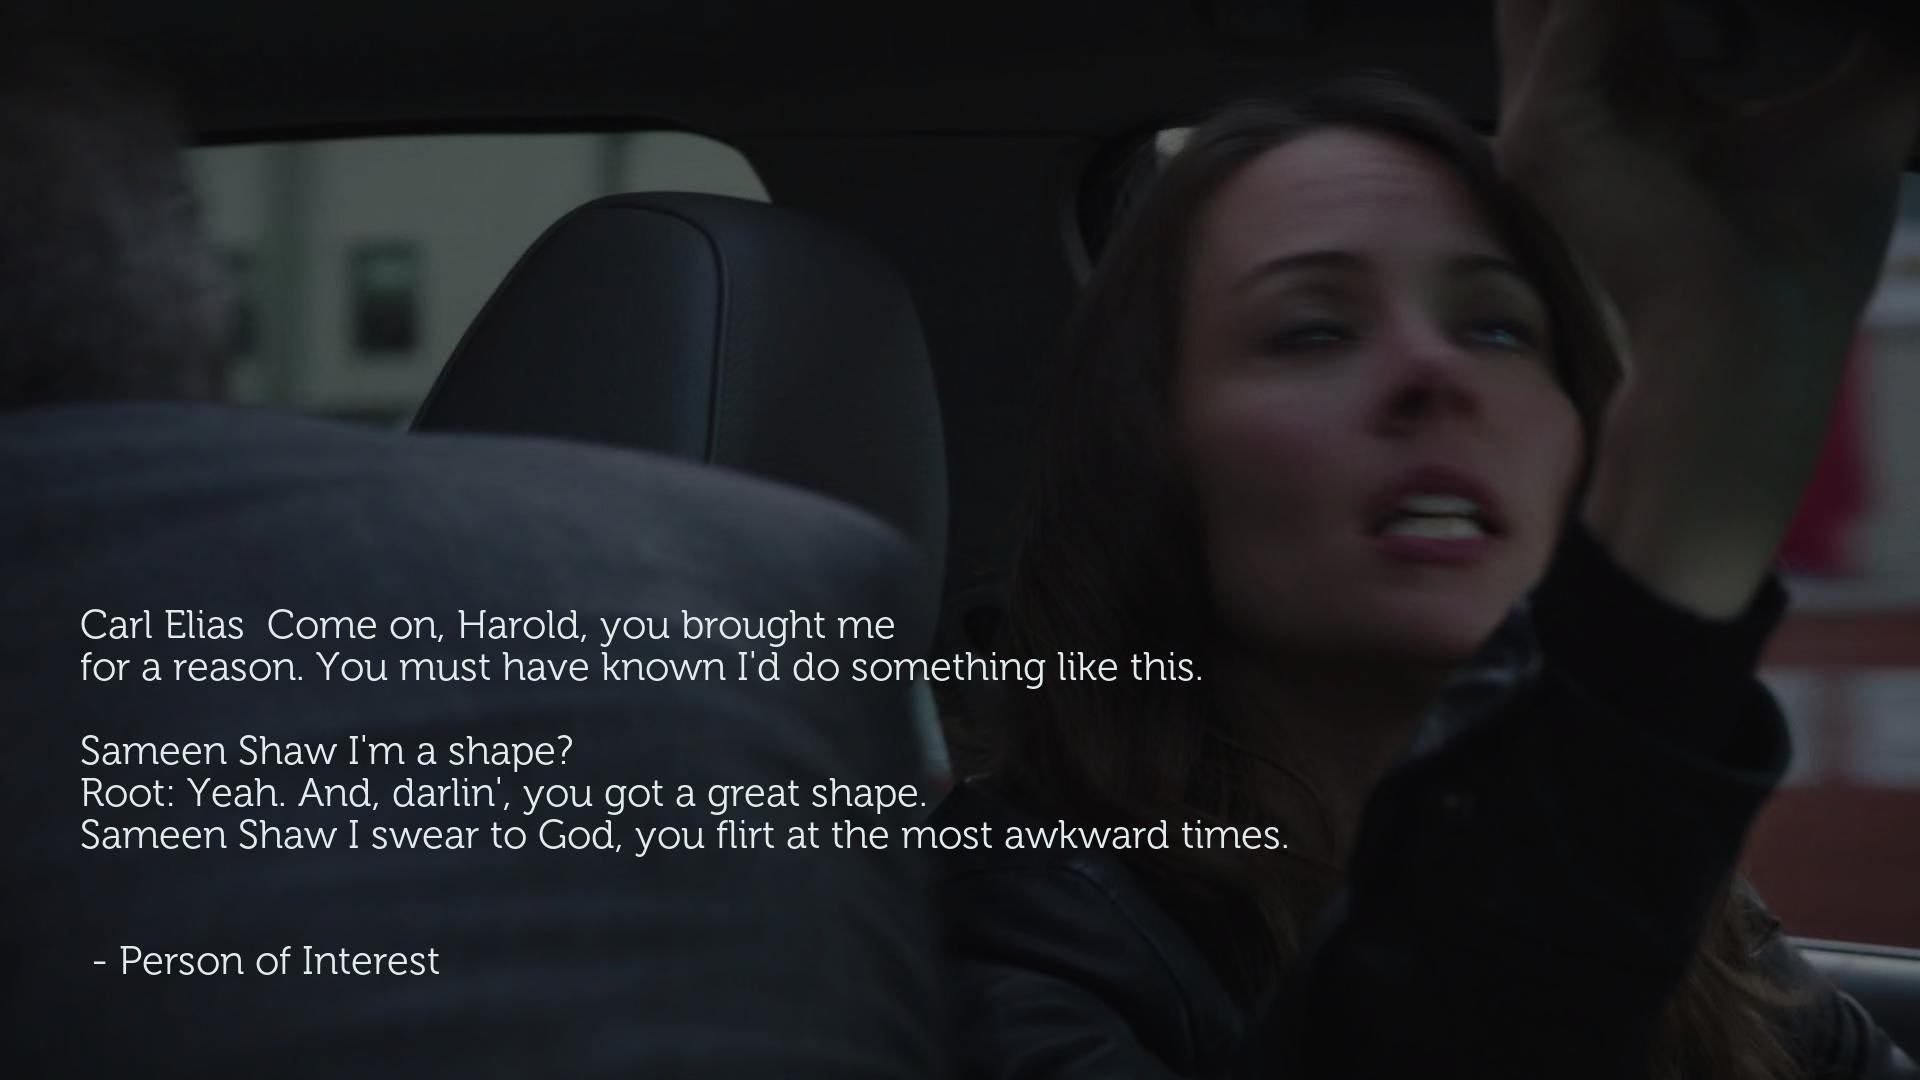 Carl Elias  Come on, Harold, you brought me
for a reason. You must have known I'd do something like this.
Sameen Shaw I'm a shape?
Root: Yeah. And, darlin', you got a great shape.
Sameen Shaw I swear to God, you flirt at the most awkward times.
- Person of Interest